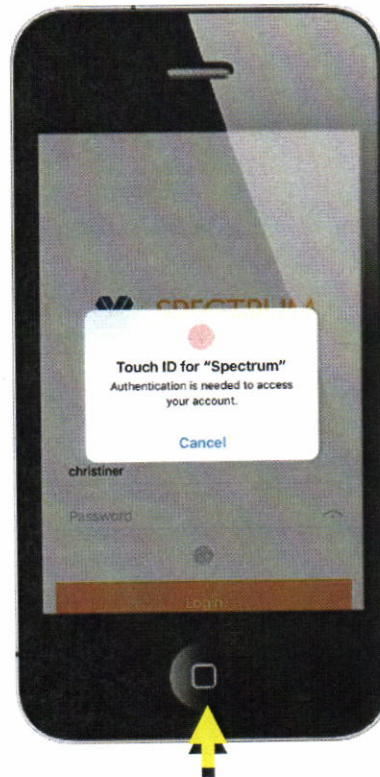 SPECTRUM
Touch ID for “Spectrum”
Authentication is needed to access
your account.
Cancel
christiner
Password
Login